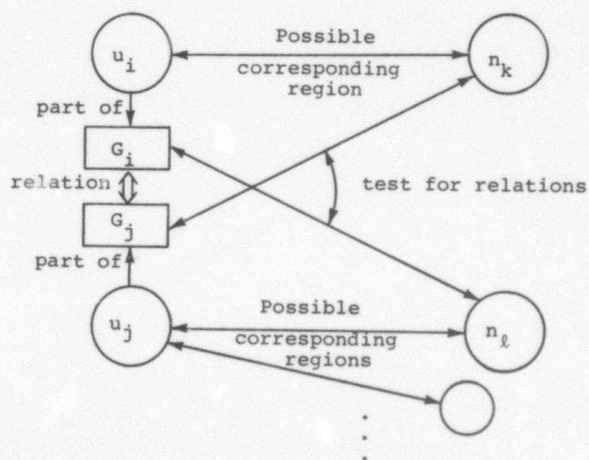 Possible
u_i
n_k
corresponding
region
part of
G_i
relation
test for relations
G_j
part of
Possible
u_j
n_ℓ
corresponding
regions